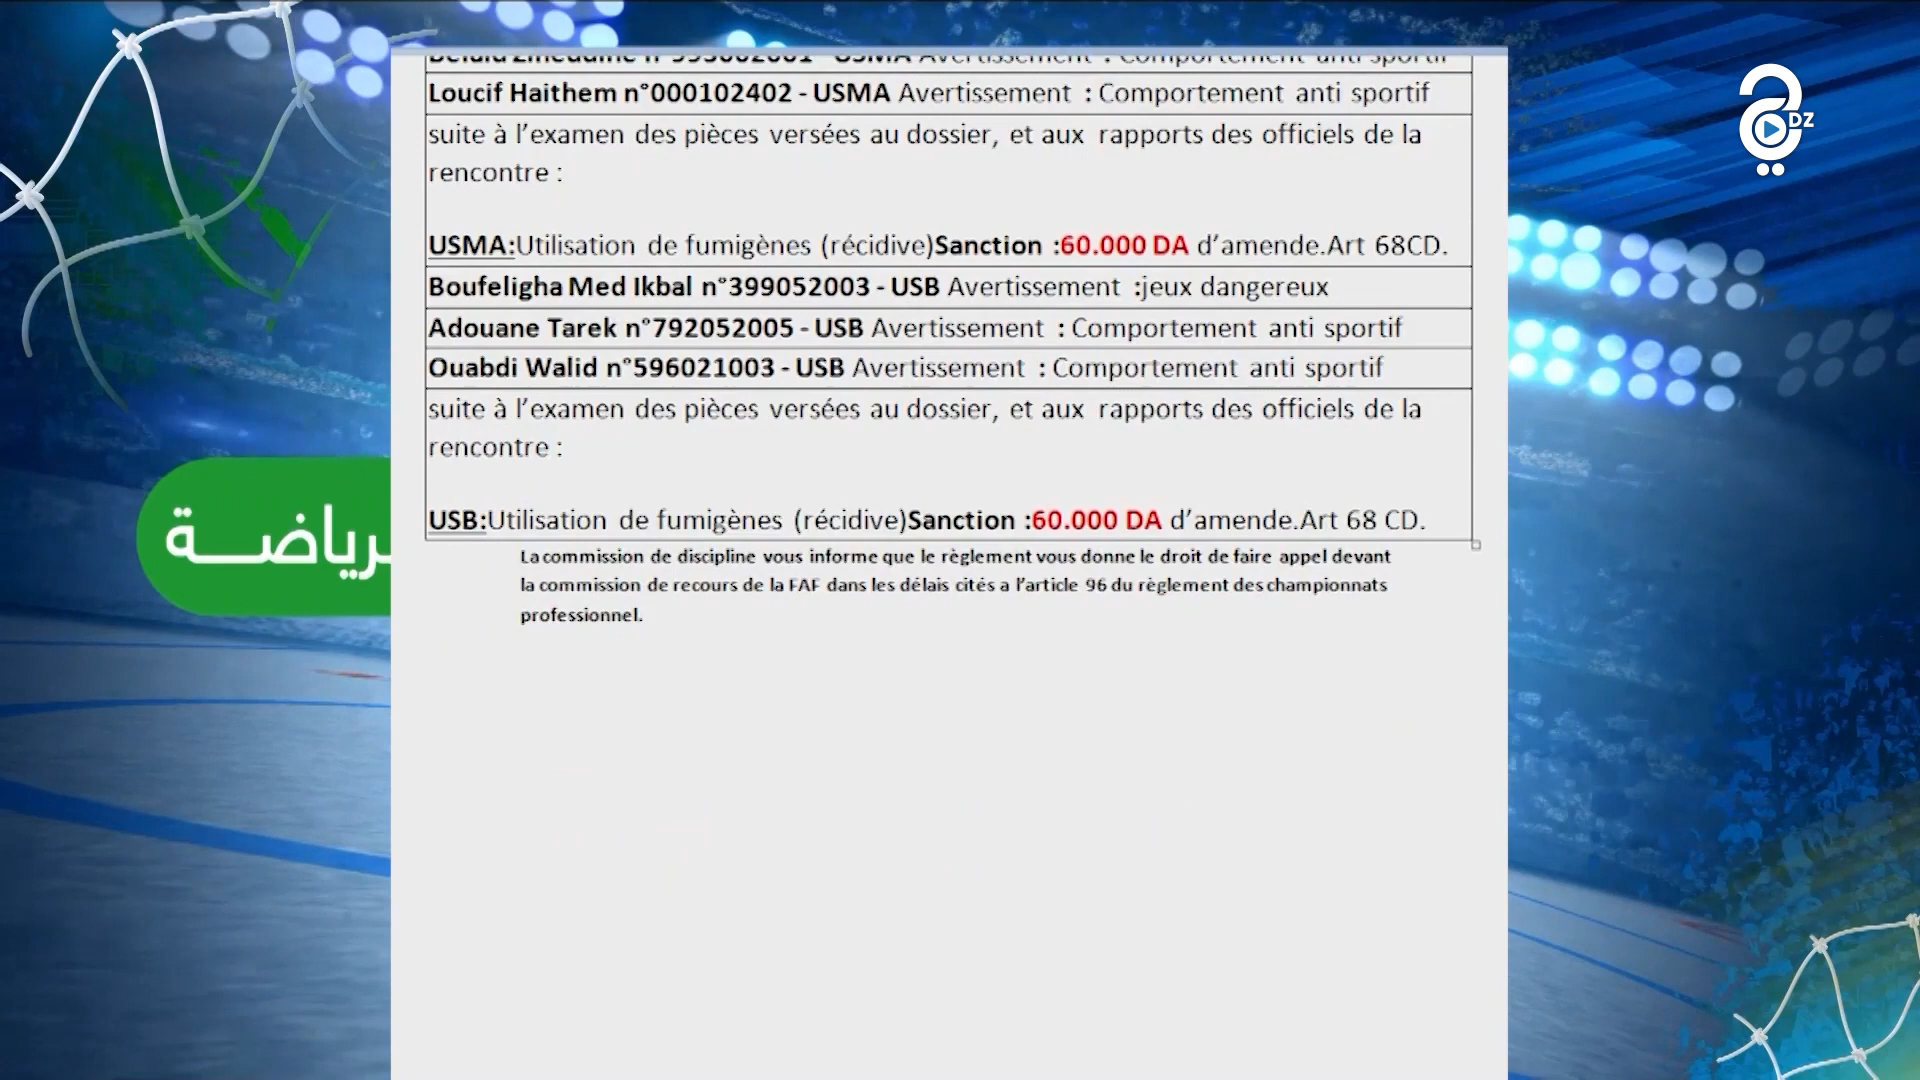 Loucif Haithem n°000102402 - USMA Avertissement : Comportement anti sportif
suite à l’examen des pièces versées au dossier, et aux rapports des officiels de la
rencontre :
USMA:Utilisation de fumigènes (récidive)Sanction :60.000 DA d’amende.Art 68CD.
Boufeligha Med Ikbal n°399052003 - USB Avertissement :jeux dangereux
Adouane Tarek n°792052005 - USB Avertissement : Comportement anti sportif
Ouabdi Walid n°596021003 - USB Avertissement : Comportement anti sportif
suite à l’examen des pièces versées au dossier, et aux rapports des officiels de la
rencontre :
USB:Utilisation de fumigènes (récidive)Sanction :60.000 DA d’amende.Art 68 CD.
La commission de discipline vous informe que le règlement vous donne le droit de faire appel devant
la commission de recours de la FAF dans les délais cités a l’article 96 du règlement des championnats
professionnel.
DZ